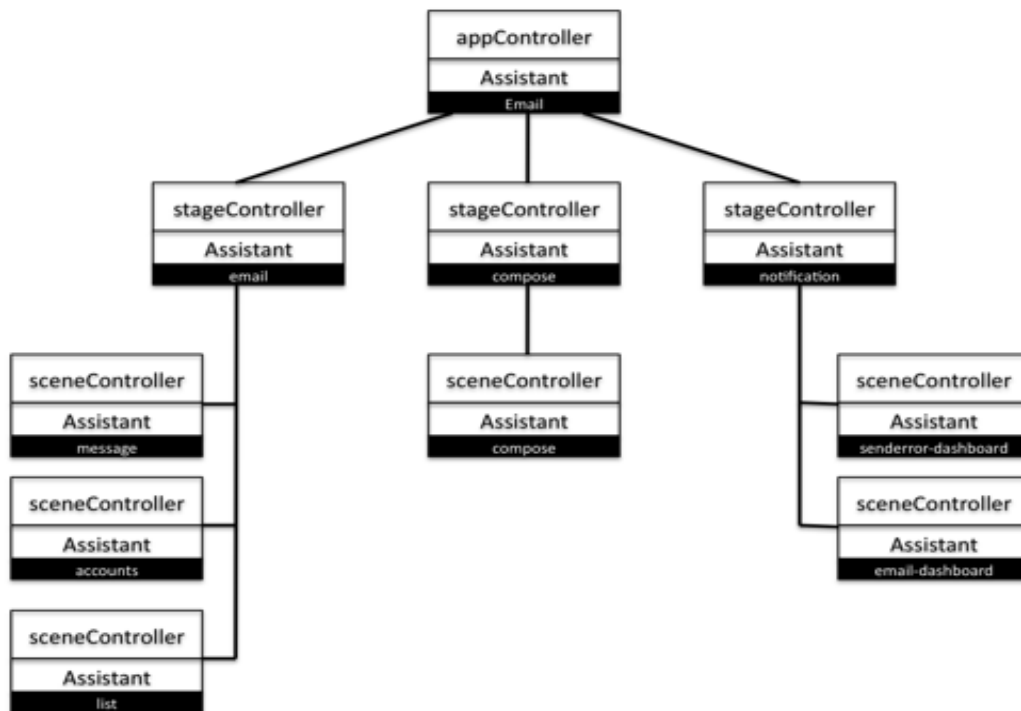 appController
Assistant
Email
stageController
Assistant
email
stageController
Assistant
compose
stageController
Assistant
notification
sceneController
Assistant
message
sceneController
Assistant
accounts
sceneController
Assistant
list
sceneController
Assistant
compose
sceneController
Assistant
senderror-dashboard
sceneController
Assistant
email-dashboard